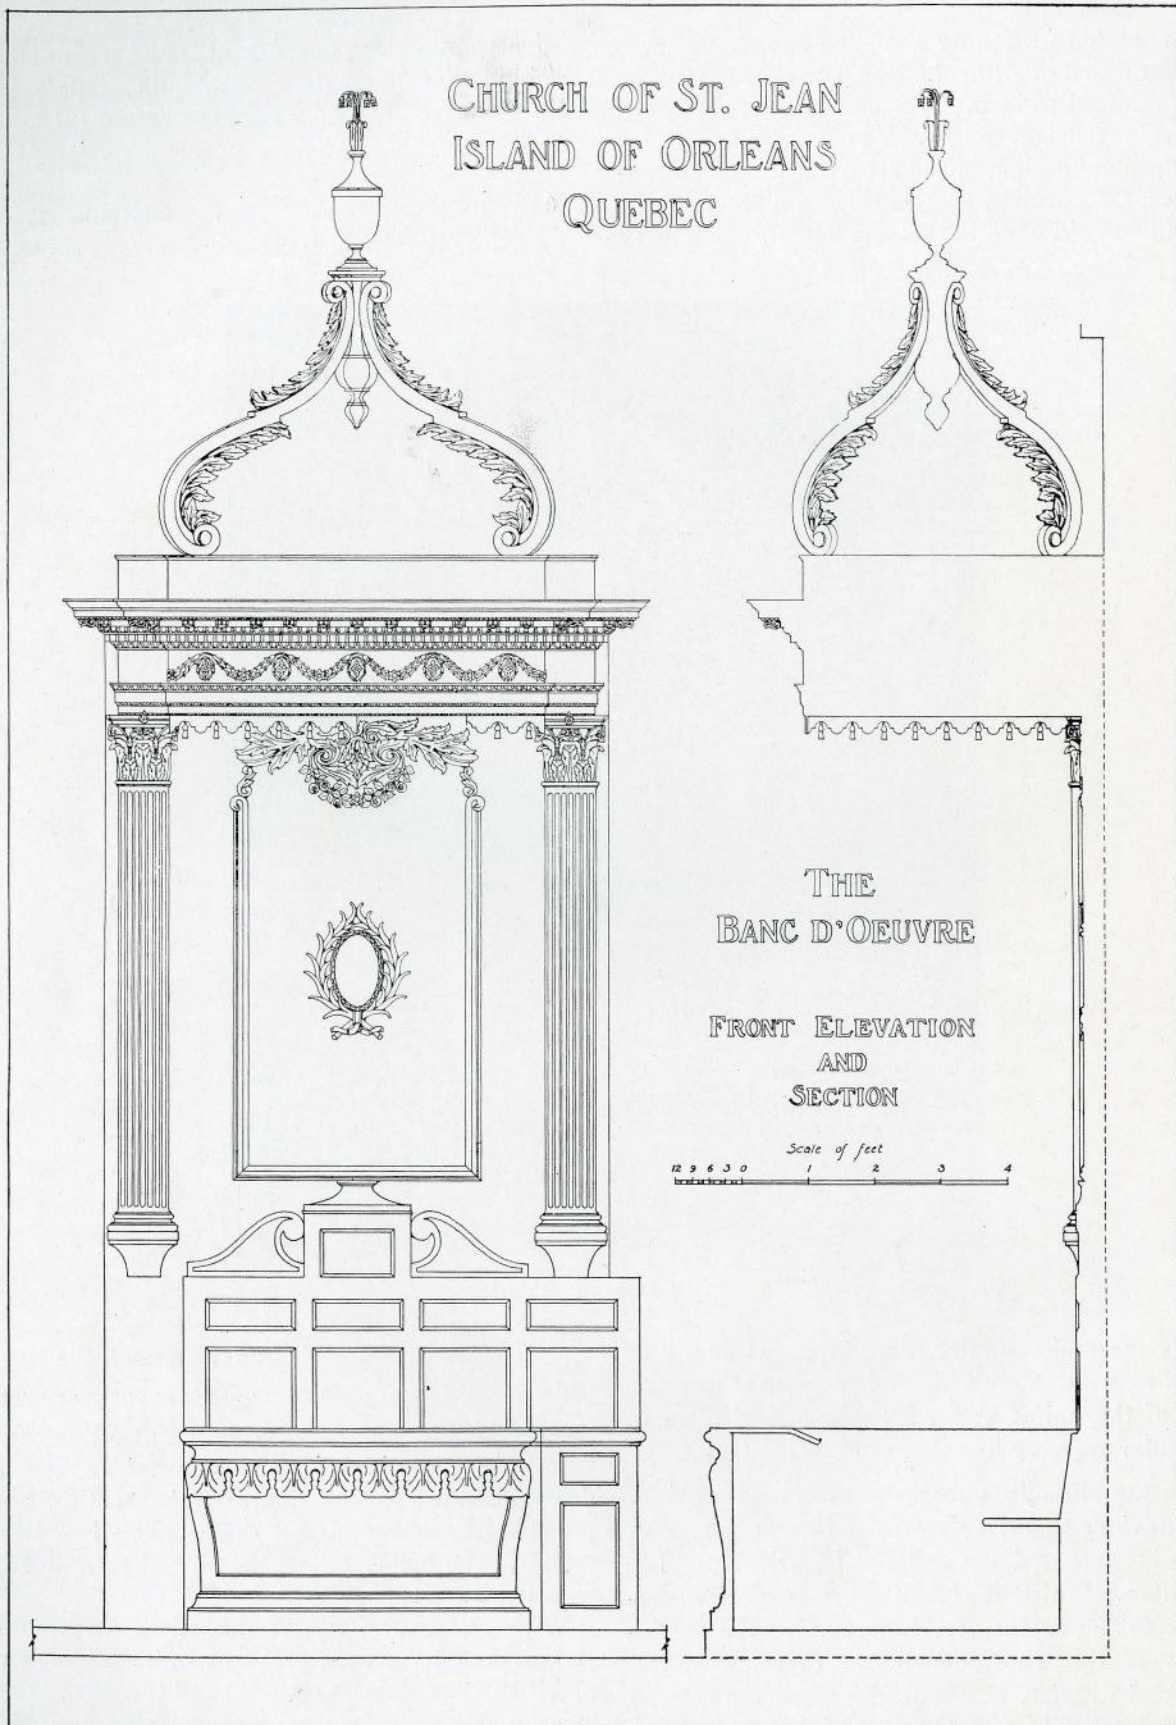 CHURCH OF ST. JEAN
ISLAND OF ORLEANS
QUEBEC
THE
BANC D'OEUVRE
FRONT ELEVATION
AND
SECTION
Scale of feet
12 9 6 3 0 1 2 3 4